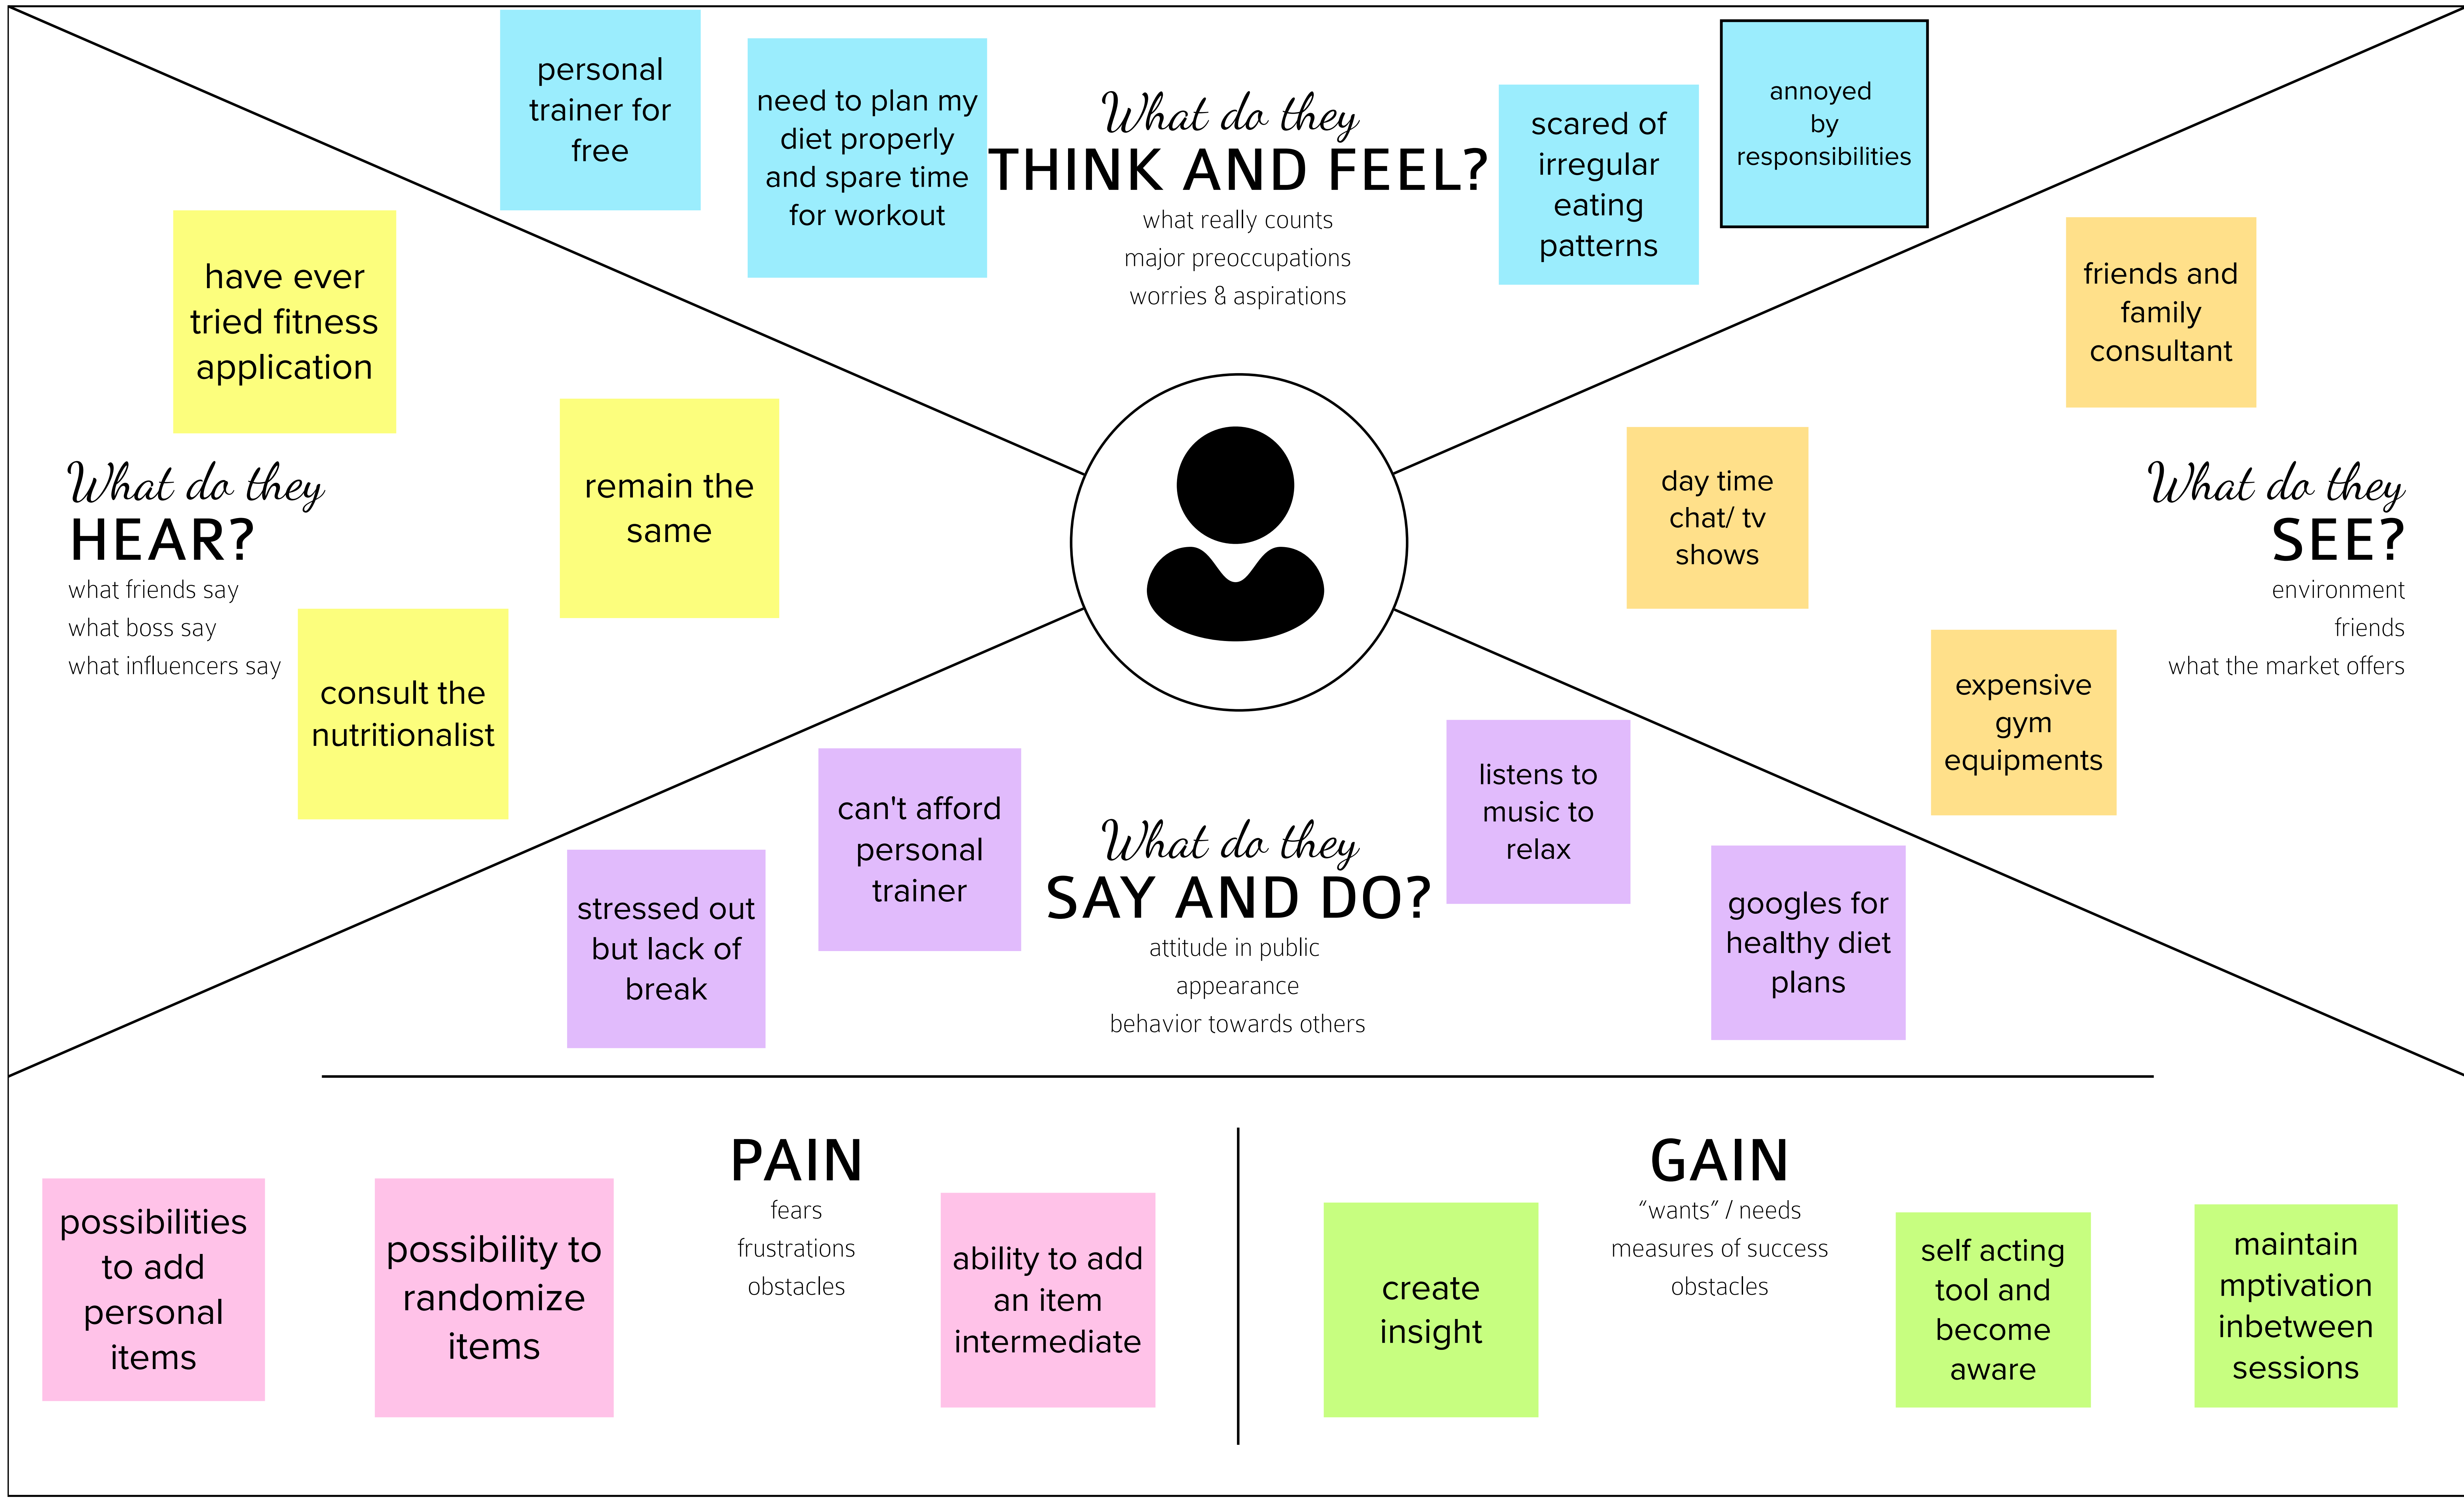 personal
trainer for
free
need to plan my
diet properly
and spare time
for workout
What do they
THINK AND FEEL?
what really counts
major preoccupations
worries & aspirations
scared of
irregular
eating
patterns
annoyed
by
responsibilities
have ever
tried fitness
application
remain the
same
What do they
HEAR?
what friends say
what boss say
what influencers say
consult the
nutritionalist
friends and
family
consultant
day time
chat/ tv
shows
What do they
SEE?
environment
friends
what the market offers
expensive
gym
equipments
stressed out
but lack of
break
can't afford
personal
trainer
What do they
SAY AND DO?
attitude in public
appearance
behavior towards others
listens to
music to
relax
googles for
healthy diet
plans
PAIN
fears
frustrations
obstacles
possibilities
to add
personal
items
possibility to
randomize
items
ability to add
an item
intermediate
GAIN
“wants” / needs
measures of success
obstacles
create
insight
self acting
tool and
become
aware
maintain
mptivation
inbetween
sessions